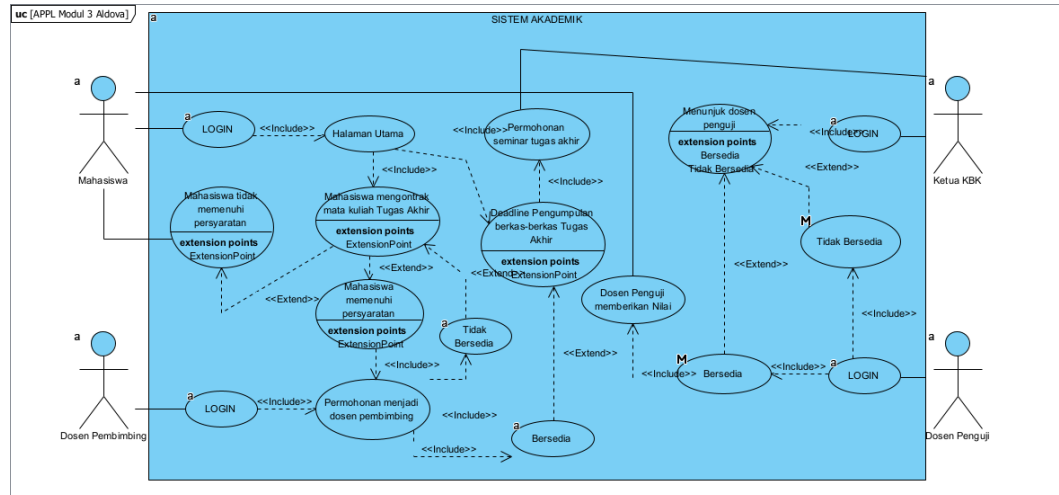 uc [APPL Modul 3 Aldova]
a
SISTEM AKADEMIK
a
Mahasiswa
a
LOGIN
<<Include>>
Halaman Utama
<<Include>>
<<Include>>
Permohonan
seminar tugas akhir
Menunjuk dosen
penguji
extension points
Bersedia
Tidak Bersedia
<<Include>>
a
LOGIN
a
Ketua KBK
<<Extend>>
Mahasiswa tidak
memenuhi
persyaratan
extension points
ExtensionPoint
Mahasiswa mengontrak
mata kuliah Tugas Akhir
extension points
ExtensionPoint
<<Include>>
Deadline Pengumpulan
berkas-berkas Tugas
Akhir
extension points
ExtensionPoint
M
Tidak Bersedia
<<Extend>>
<<Extend>>
<<Extend>>
Mahasiswa
memenuhi
persyaratan
extension points
ExtensionPoint
Dosen Penguji
memberikan Nilai
<<Include>>
a
Dosen Pembimbing
a
Tidak
Bersedia
<<Extend>>
<<Include>>
M
Bersedia
<<Include>>
a
LOGIN
a
Dosen Penguji
<<Include>>
a
LOGIN
<<Include>>
Permohonan menjadi
dosen pembimbing
<<Include>>
<<Include>>
a
Bersedia